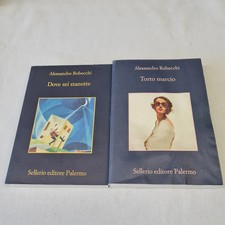 Alessandro Robecchi
Dove sei stanotte
Sellerio editore Palermo
Alessandro Robecchi
Torto marcio
Sellerio editore Palermo